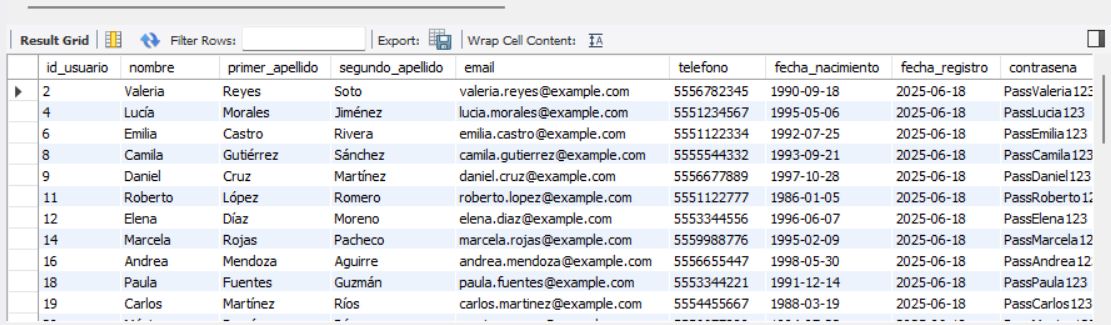 Result Grid Filter Rows: Export: Wrap Cell Content:
id_usuario nombre primer_apellido segundo_apellido email telefono fecha_nacimiento fecha_registro contrasena
2 Valeria Reyes Soto valeria.reyes@example.com 5556782345 1990-09-18 2025-06-18 PassValeria123
4 Lucía Morales Jiménez lucia.morales@example.com 5551234567 1995-05-06 2025-06-18 PassLucia123
6 Emilia Castro Rivera emilia.castro@example.com 5551122334 1992-07-25 2025-06-18 PassEmilia123
8 Camila Gutiérrez Sánchez camila.gutierrez@example.com 5555544332 1993-09-21 2025-06-18 PassCamila123
9 Daniel Cruz Martínez daniel.cruz@example.com 5556677889 1997-10-28 2025-06-18 PassDaniel123
11 Roberto López Romero roberto.lopez@example.com 5551122777 1986-01-05 2025-06-18 PassRoberto12
12 Elena Díaz Moreno elena.diaz@example.com 5553344556 1996-06-07 2025-06-18 PassElena123
14 Marcela Rojas Pacheco marcela.rojas@example.com 5559988776 1995-02-09 2025-06-18 PassMarcela12
16 Andrea Mendoza Aguirre andrea.mendoza@example.com 5556655447 1998-05-30 2025-06-18 PassAndrea12
18 Paula Fuentes Guzmán paula.fuentes@example.com 5553344221 1991-12-14 2025-06-18 PassPaula123
19 Carlos Martínez Ríos carlos.martinez@example.com 5554455667 1988-03-19 2025-06-18 PassCarlos123